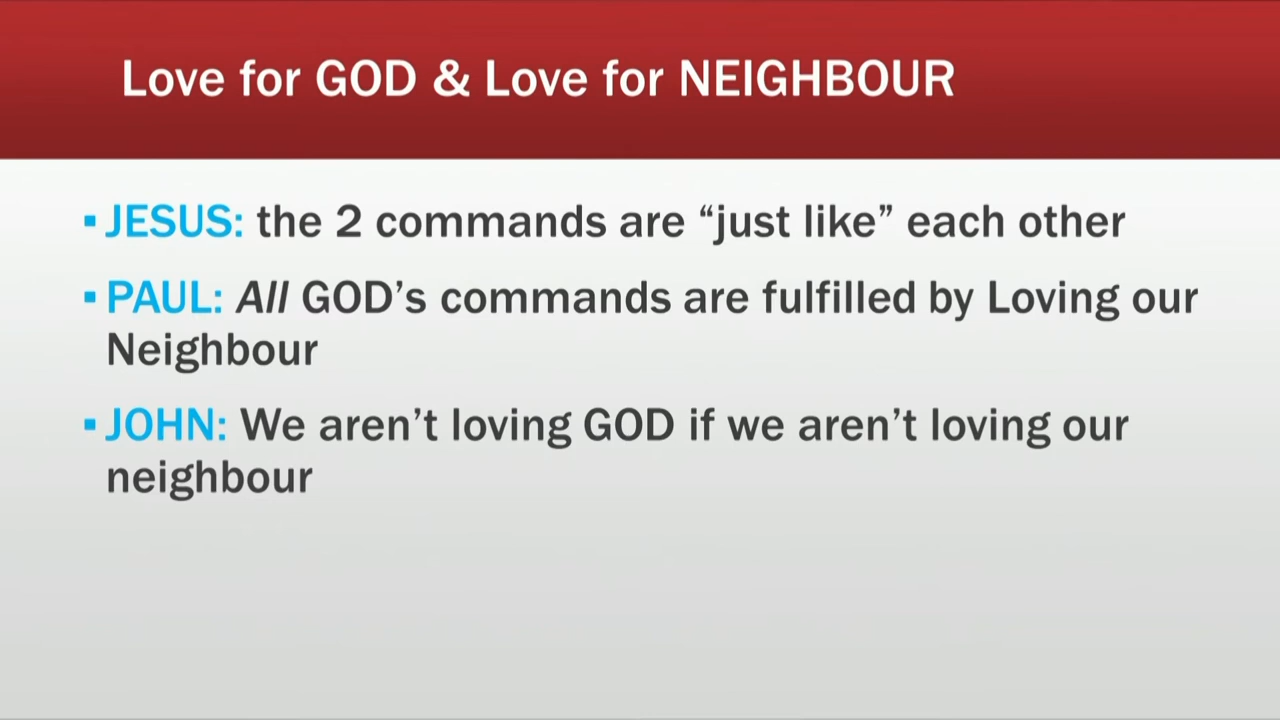 Love for GOD & Love for NEIGHBOUR
▪JESUS: the 2 commands are “just like” each other
▪PAUL: All GOD’s commands are fulfilled by Loving our
Neighbour
▪JOHN: We aren’t loving GOD if we aren’t loving our
neighbour